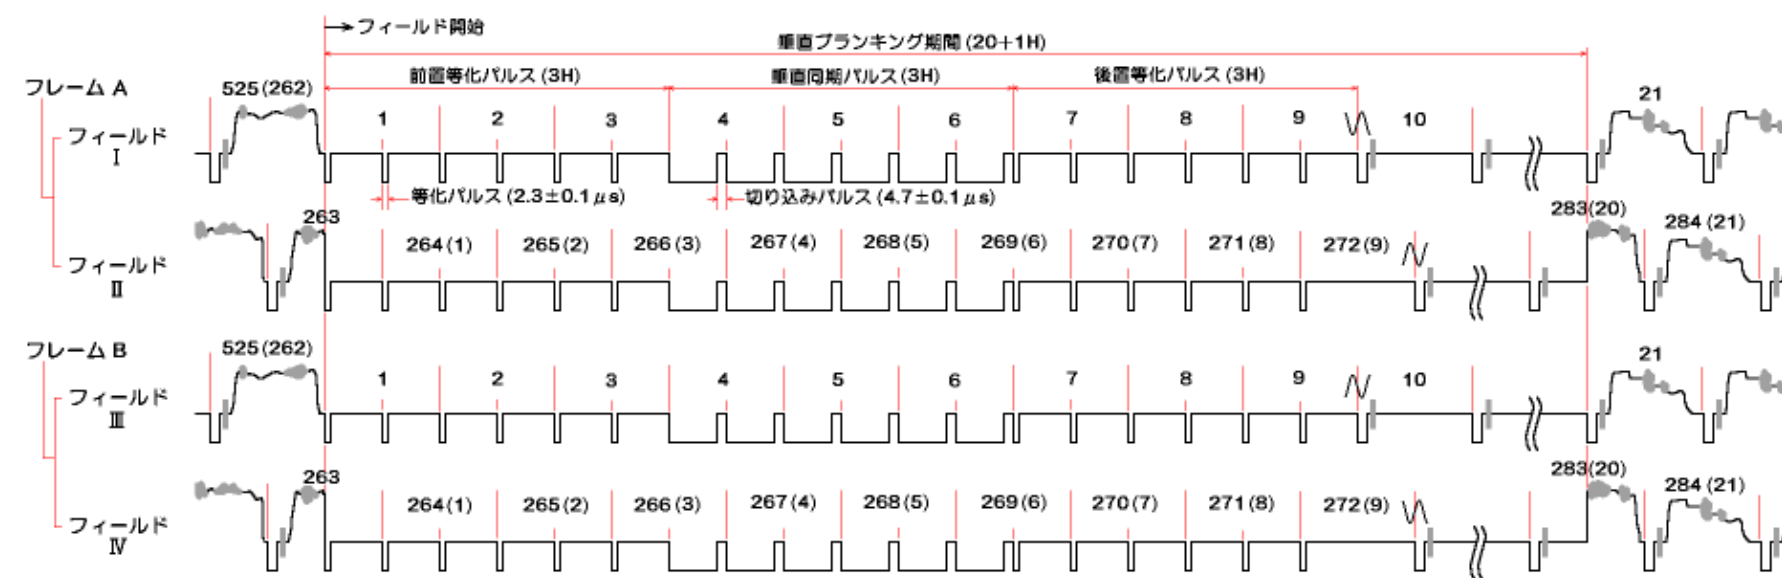 フィールド開始
垂直ブランキング期間(20+1H)
前置等化パルス(3H) 垂直同期パルス(3H) 後置等化パルス(3H)
フレーム A
525(262) 1 2 3 4 5 6 7 8 9 10 21
フィールド
I
等化パルス(2.3±0.1μs) 切り込みパルス(4.7±0.1μs)
263 264(1) 265(2) 266(3) 267(4) 268(5) 269(6) 270(7) 271(8) 272(9) 283(20) 284(21)
フィールド
II
フレーム B
525(262) 1 2 3 4 5 6 7 8 9 10 21
フィールド
III
263 264(1) 265(2) 266(3) 267(4) 268(5) 269(6) 270(7) 271(8) 272(9) 283(20) 284(21)
フィールド
IV